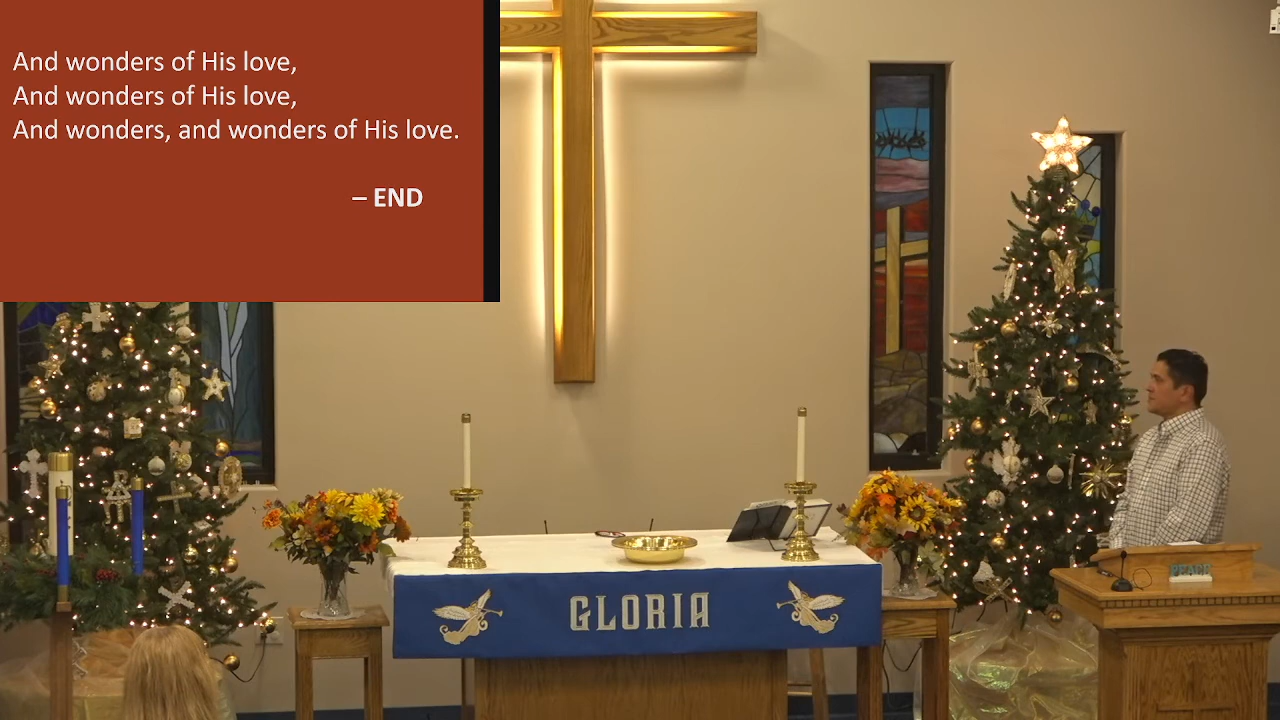 And wonders of His love,
And wonders of His love,
And wonders, and wonders of His love.
– END
GLORIA
PEACE